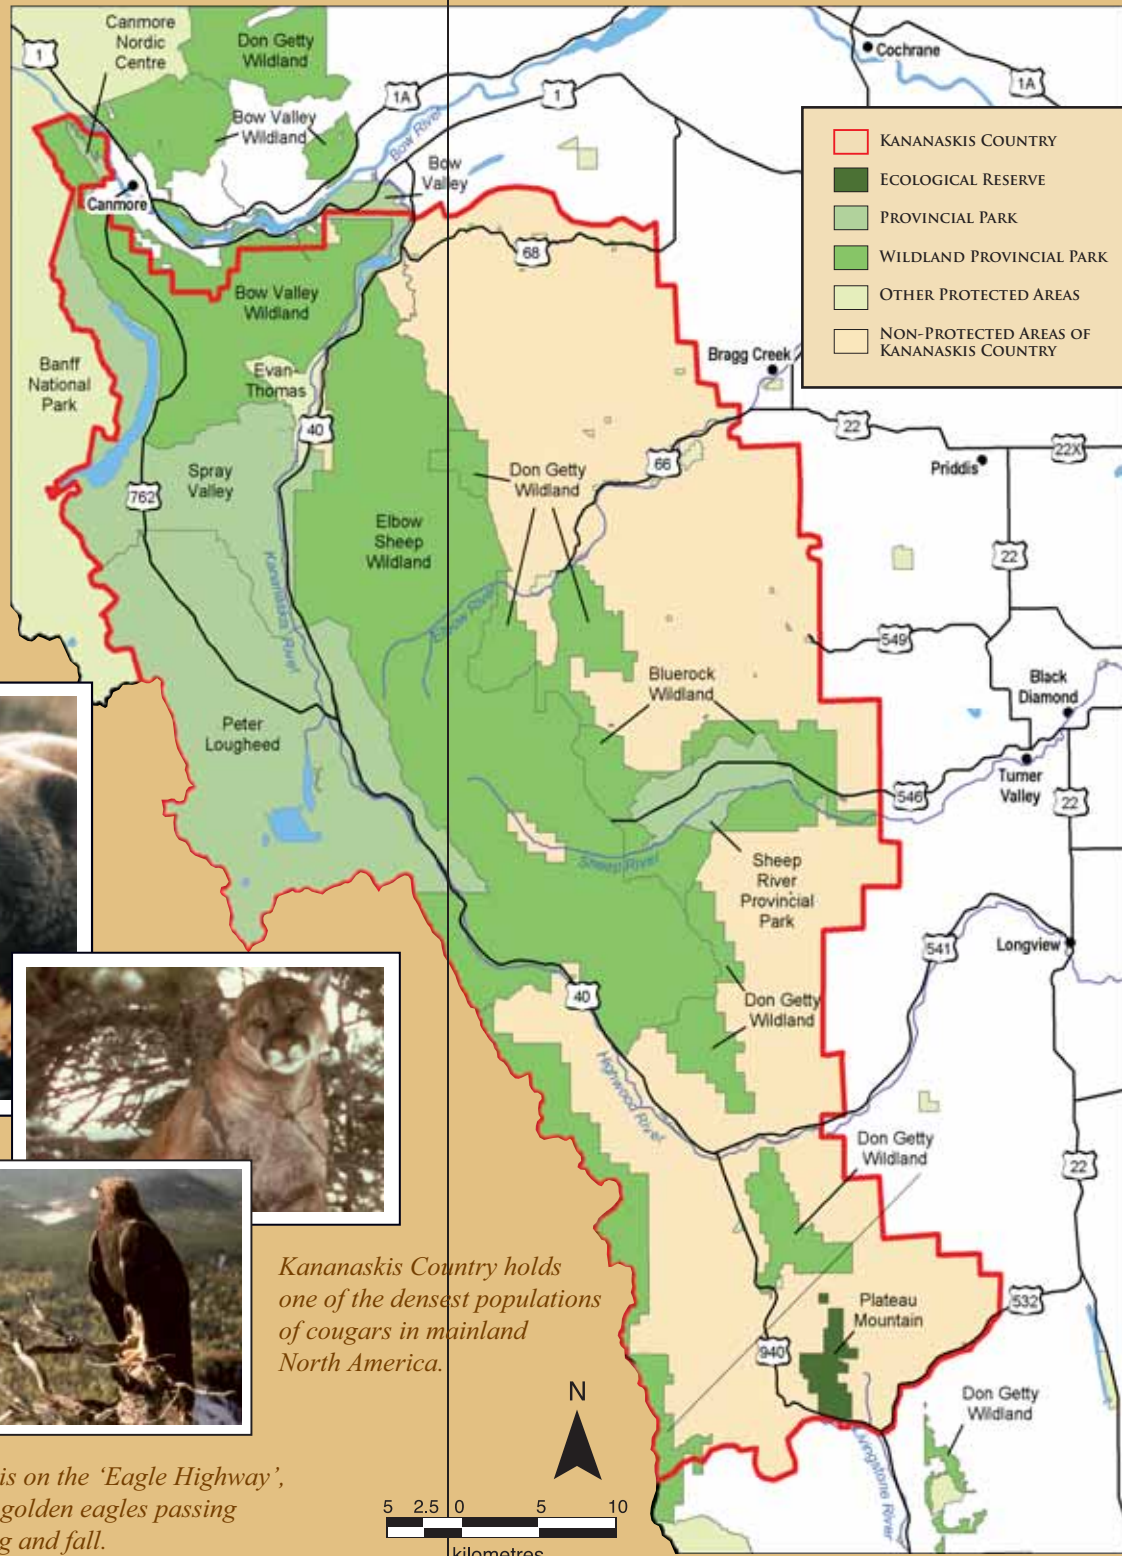 Canmore
Nordic
Centre
Don Getty
Wildland
Cochrane
1
1A
1
1A
Bow Valley
Wildland
Bow River
Bow
Valley
Canmore
KANANASKIS COUNTRY
ECOLOGICAL RESERVE
PROVINCIAL PARK
WILDLAND PROVINCIAL PARK
OTHER PROTECTED AREAS
NON-PROTECTED AREAS OF
KANANASKIS COUNTRY
68
Bow Valley
Wildland
Banff
National
Park
Evan-
Thomas
Bragg Creek
40
22
22X
66
Priddis
Spray
Valley
762
Don Getty
Wildland
Elbow
Sheep
Wildland
22
Kananaskis River
Elbow River
549
Bluerock
Wildland
Black
Diamond
Peter
Lougheed
Turner
Valley
546
22
Sheep River
Sheep
River
Provincial
Park
541
Longview
40
Don Getty
Wildland
Highwood River
Don Getty
Wildland
22
Kananaskis Country holds
one of the densest populations
of cougars in mainland
North America.
Plateau
Mountain
532
940
Don Getty
Wildland
Livingstone River
N
is on the ‘Eagle Highway’,
golden eagles passing
g and fall.
5 2.5 0 5 10
kilometres